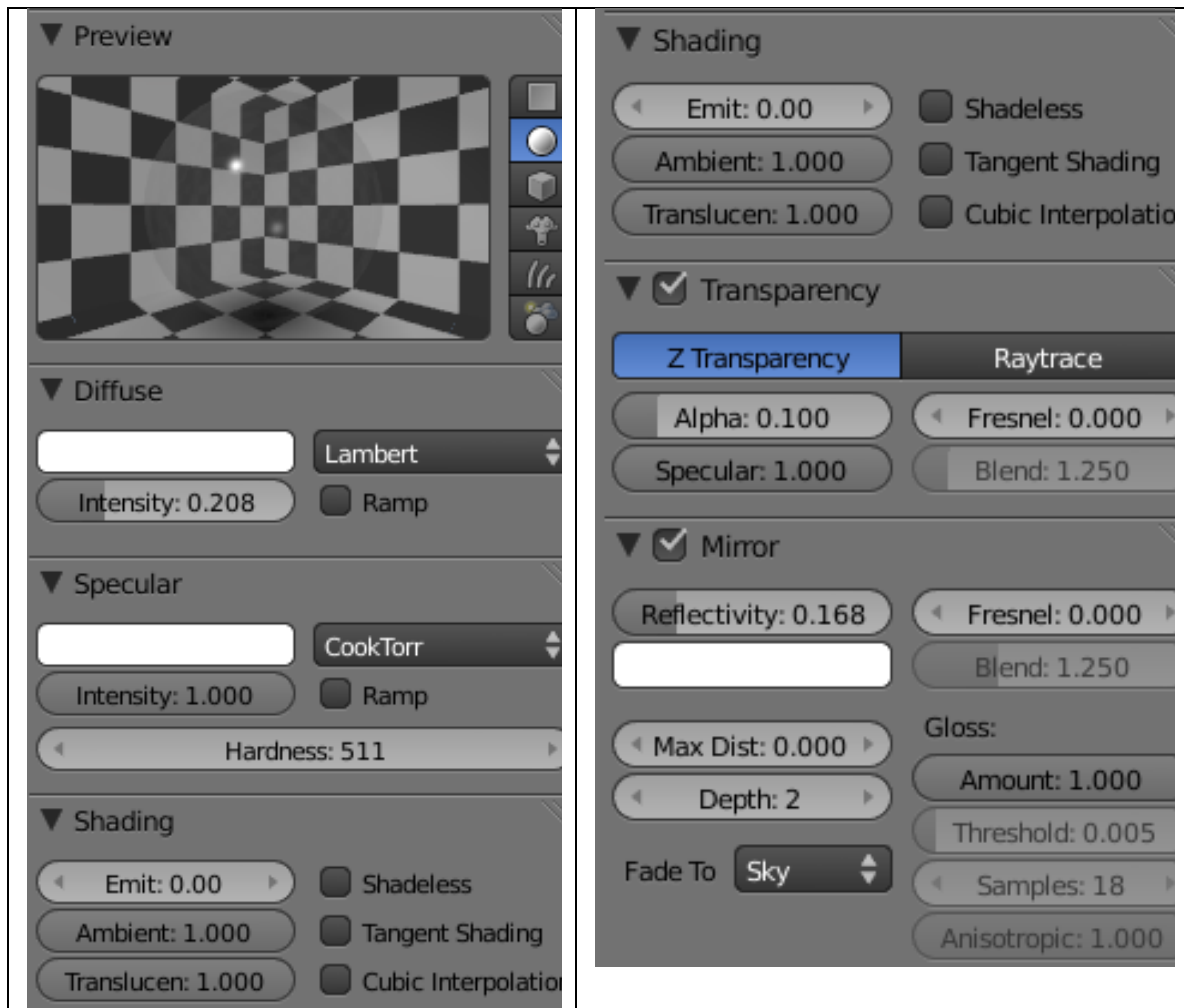 Preview
Diffuse
Lambert
Intensity: 0.208 Ramp
Specular
CookTorr
Intensity: 1.000 Ramp
Hardness: 511
Shading
Emit: 0.00 Shadeless
Ambient: 1.000 Tangent Shading
Translucen: 1.000 Cubic Interpolation
Shading
Emit: 0.00 Shadeless
Ambient: 1.000 Tangent Shading
Translucen: 1.000 Cubic Interpolatio
Transparency
Z Transparency Raytrace
Alpha: 0.100 Fresnel: 0.000
Specular: 1.000 Blend: 1.250
Mirror
Reflectivity: 0.168 Fresnel: 0.000
Blend: 1.250
Gloss:
Max Dist: 0.000 Amount: 1.000
Depth: 2 Threshold: 0.005
Fade To Sky Samples: 18
Anisotropic: 1.000